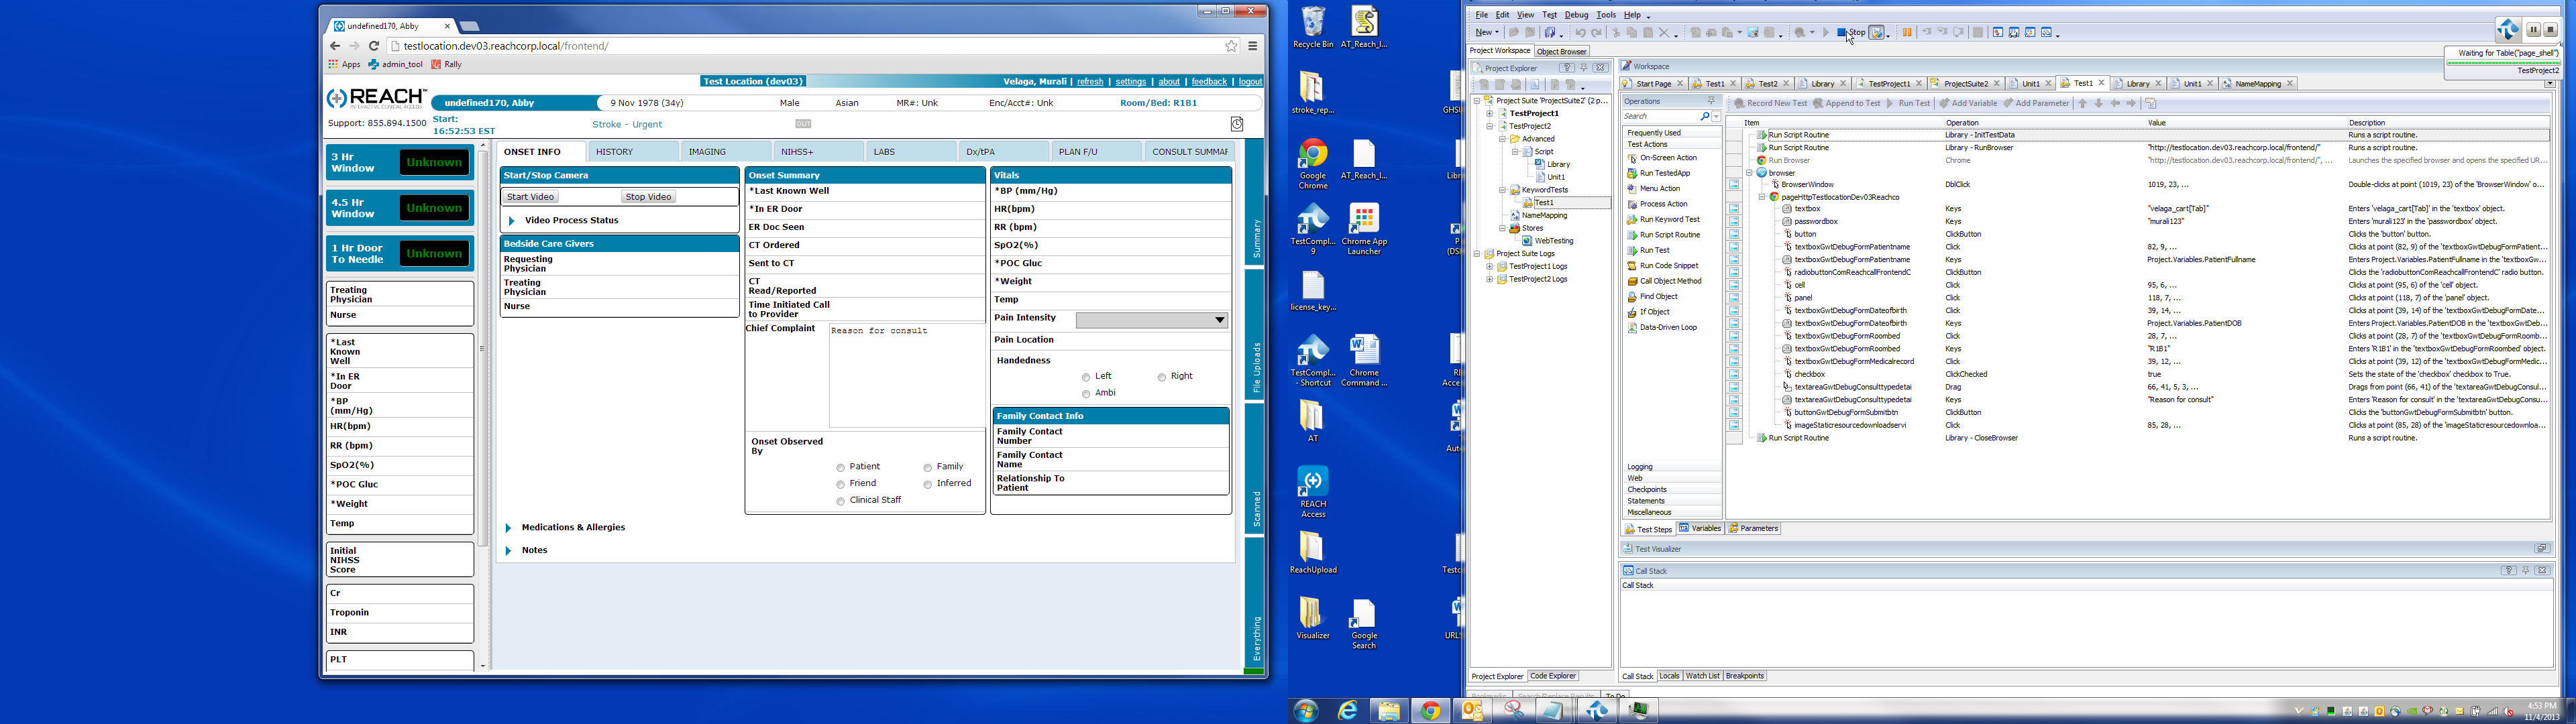 undefined170, Abby
testlocation.dev03.reachcorp.local/frontend/
Apps admin_tool Rally
Test Location (dev03)
Velaga, Murali | refresh | settings | about | feedback | logout
REACH
undefined170, Abby 9 Nov 1978 (34y) Male Asian MR#: Unk Enc/Acct#: Unk Room/Bed: R1B1
Support: 855.894.1500
Start:
16:52:53 EST
Stroke - Urgent
OUT
3 Hr
Window
Unknown
4.5 Hr
Window
Unknown
1 Hr Door
To Needle
Unknown
Treating
Physician
Nurse
*Last
Known
Well
*In ER
Door
*BP
(mm/Hg)
HR(bpm)
RR (bpm)
SpO2(%)
*POC Gluc
*Weight
Temp
Initial
NIHSS
Score
Cr
Troponin
INR
PLT
ONSET INFO HISTORY IMAGING NIHSS+ LABS Dx/tPA PLAN F/U CONSULT SUMMAR
Start/Stop Camera
Start Video Stop Video
Video Process Status
Bedside Care Givers
Requesting
Physician
Treating
Physician
Nurse
Onset Summary
*Last Known Well
*In ER Door
ER Doc Seen
CT Ordered
Sent to CT
CT
Read/Reported
Time Initiated Call
to Provider
Chief Complaint
Reason for consult
Onset Observed
By
Patient Family
Friend Inferred
Clinical Staff
Vitals
*BP (mm/Hg)
HR(bpm)
RR (bpm)
SpO2(%)
*POC Gluc
*Weight
Temp
Pain Intensity
Pain Location
Handedness
Left Right
Ambi
Family Contact Info
Family Contact
Number
Family Contact
Name
Relationship To
Patient
Medications & Allergies
Notes
Summary
File Uploads
Scanned
Everything
Recycle Bin
AT_Reach_I...
stroke_rep...
Google
Chrome
AT_Reach_I...
TestCompl...
9
Chrome App
Launcher
license_key...
TestCompl...
- Shortcut
Chrome
Command ...
AT
REACH
Access
ReachUpload
Visualizer
Google
Search
File Edit View Test Debug Tools Help
New
Stop
Waiting for Table("page_shell")
TestProject2
Project Workspace Object Browser
Project Explorer
Project Suite 'ProjectSuite2' (2 p...
TestProject1
TestProject2
Advanced
Script
Library
Unit1
KeywordTests
Test1
NameMapping
Stores
WebTesting
Project Suite Logs
TestProject1 Logs
TestProject2 Logs
Project Explorer Code Explorer
Workspace
Start Page Test1 Test2 Library TestProject1 ProjectSuite2 Unit1 Test1 Library Unit1 NameMapping
Operations
Search
Frequently Used
Test Actions
On-Screen Action
Run TestedApp
Menu Action
Process Action
Run Keyword Test
Run Script Routine
Run Test
Run Code Snippet
Call Object Method
Find Object
If Object
Data-Driven Loop
Logging
Web
Checkpoints
Statements
Miscellaneous
Record New Test Append to Test Run Test Add Variable Add Parameter
Item Operation Value Description
Run Script Routine Library - InitTestData Runs a script routine.
Run Script Routine Library - RunBrowser "http://testlocation.dev03.reachcorp.local/frontend/" Runs a script routine.
Run Browser Chrome "http://testlocation.dev03.reachcorp.local/frontend/", ... Launches the specified browser and opens the specified UR...
browser
BrowserWindow DblClick 1019, 23, ... Double-clicks at point (1019, 23) of the 'BrowserWindow' o...
pageHttpTestlocationDev03Reachco
textbox Keys "velaga_cart[Tab]" Enters 'velaga_cart[Tab]' in the 'textbox' object.
passwordbox Keys "murali123" Enters 'murali123' in the 'passwordbox' object.
button ClickButton Clicks the 'button' button.
textboxGwtDebugFormPatientname Click 82, 9, ... Clicks at point (82, 9) of the 'textboxGwtDebugFormPatient...
textboxGwtDebugFormPatientname Keys Project.Variables.PatientFullname Enters Project.Variables.PatientFullname in the 'textboxGw...
radiobuttonComReachcallFrontendC ClickButton Clicks the 'radiobuttonComReachcallFrontendC' radio button.
cell Click 95, 6, ... Clicks at point (95, 6) of the 'cell' object.
panel Click 118, 7, ... Clicks at point (118, 7) of the 'panel' object.
textboxGwtDebugFormDateofbirth Click 39, 14, ... Clicks at point (39, 14) of the 'textboxGwtDebugFormDate...
textboxGwtDebugFormDateofbirth Keys Project.Variables.PatientDOB Enters Project.Variables.PatientDOB in the 'textboxGwtDeb...
textboxGwtDebugFormRoombed Click 28, 7, ... Clicks at point (28, 7) of the 'textboxGwtDebugFormRoomb...
textboxGwtDebugFormRoombed Keys "R1B1" Enters 'R1B1' in the 'textboxGwtDebugFormRoombed' object.
textboxGwtDebugFormMedicalrecord Click 39, 12, ... Clicks at point (39, 12) of the 'textboxGwtDebugFormMedic...
checkbox ClickChecked true Sets the state of the 'checkbox' checkbox to True.
textareaGwtDebugConsulttypedetai Drag 66, 41, 5, 3, ... Drags from point (66, 41) of the 'textareaGwtDebugConsul...
textareaGwtDebugConsulttypedetai Keys "Reason for consult" Enters 'Reason for consult' in the 'textareaGwtDebugConsu...
buttonGwtDebugFormSubmitbtn ClickButton Clicks the 'buttonGwtDebugFormSubmitbtn' button.
imageStaticresourcedownloadservi Click 85, 28, ... Clicks at point (85, 28) of the 'imageStaticresourcedownloa...
Run Script Routine Library - CloseBrowser Runs a script routine.
Test Steps Variables Parameters
Test Visualizer
Call Stack
Call Stack
Call Stack Locals Watch List Breakpoints
4:53 PM
11/4/2013